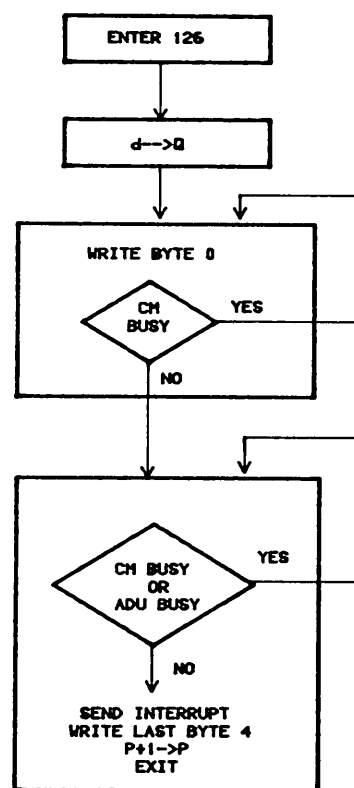 ENTER 126
d-->Q
WRITE BYTE 0
CM
BUSY
YES
NO
CM BUSY
OR
ADU BUSY
YES
NO
SEND INTERRUPT
WRITE LAST BYTE 4
P+1->P
EXIT